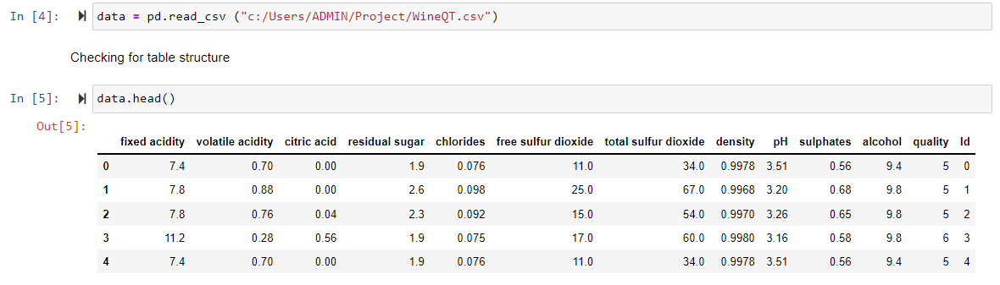 In [4]: data = pd.read_csv ("c:/Users/ADMIN/Project/WineQT.csv")
Checking for table structure
In [5]: data.head()
Out[5]:
fixed acidity volatile acidity citric acid residual sugar chlorides free sulfur dioxide total sulfur dioxide density pH sulphates alcohol quality Id
0 7.4 0.70 0.00 1.9 0.076 11.0 34.0 0.9978 3.51 0.56 9.4 5 0
1 7.8 0.88 0.00 2.6 0.098 25.0 67.0 0.9968 3.20 0.68 9.8 5 1
2 7.8 0.76 0.04 2.3 0.092 15.0 54.0 0.9970 3.26 0.65 9.8 5 2
3 11.2 0.28 0.56 1.9 0.075 17.0 60.0 0.9980 3.16 0.58 9.8 6 3
4 7.4 0.70 0.00 1.9 0.076 11.0 34.0 0.9978 3.51 0.56 9.4 5 4